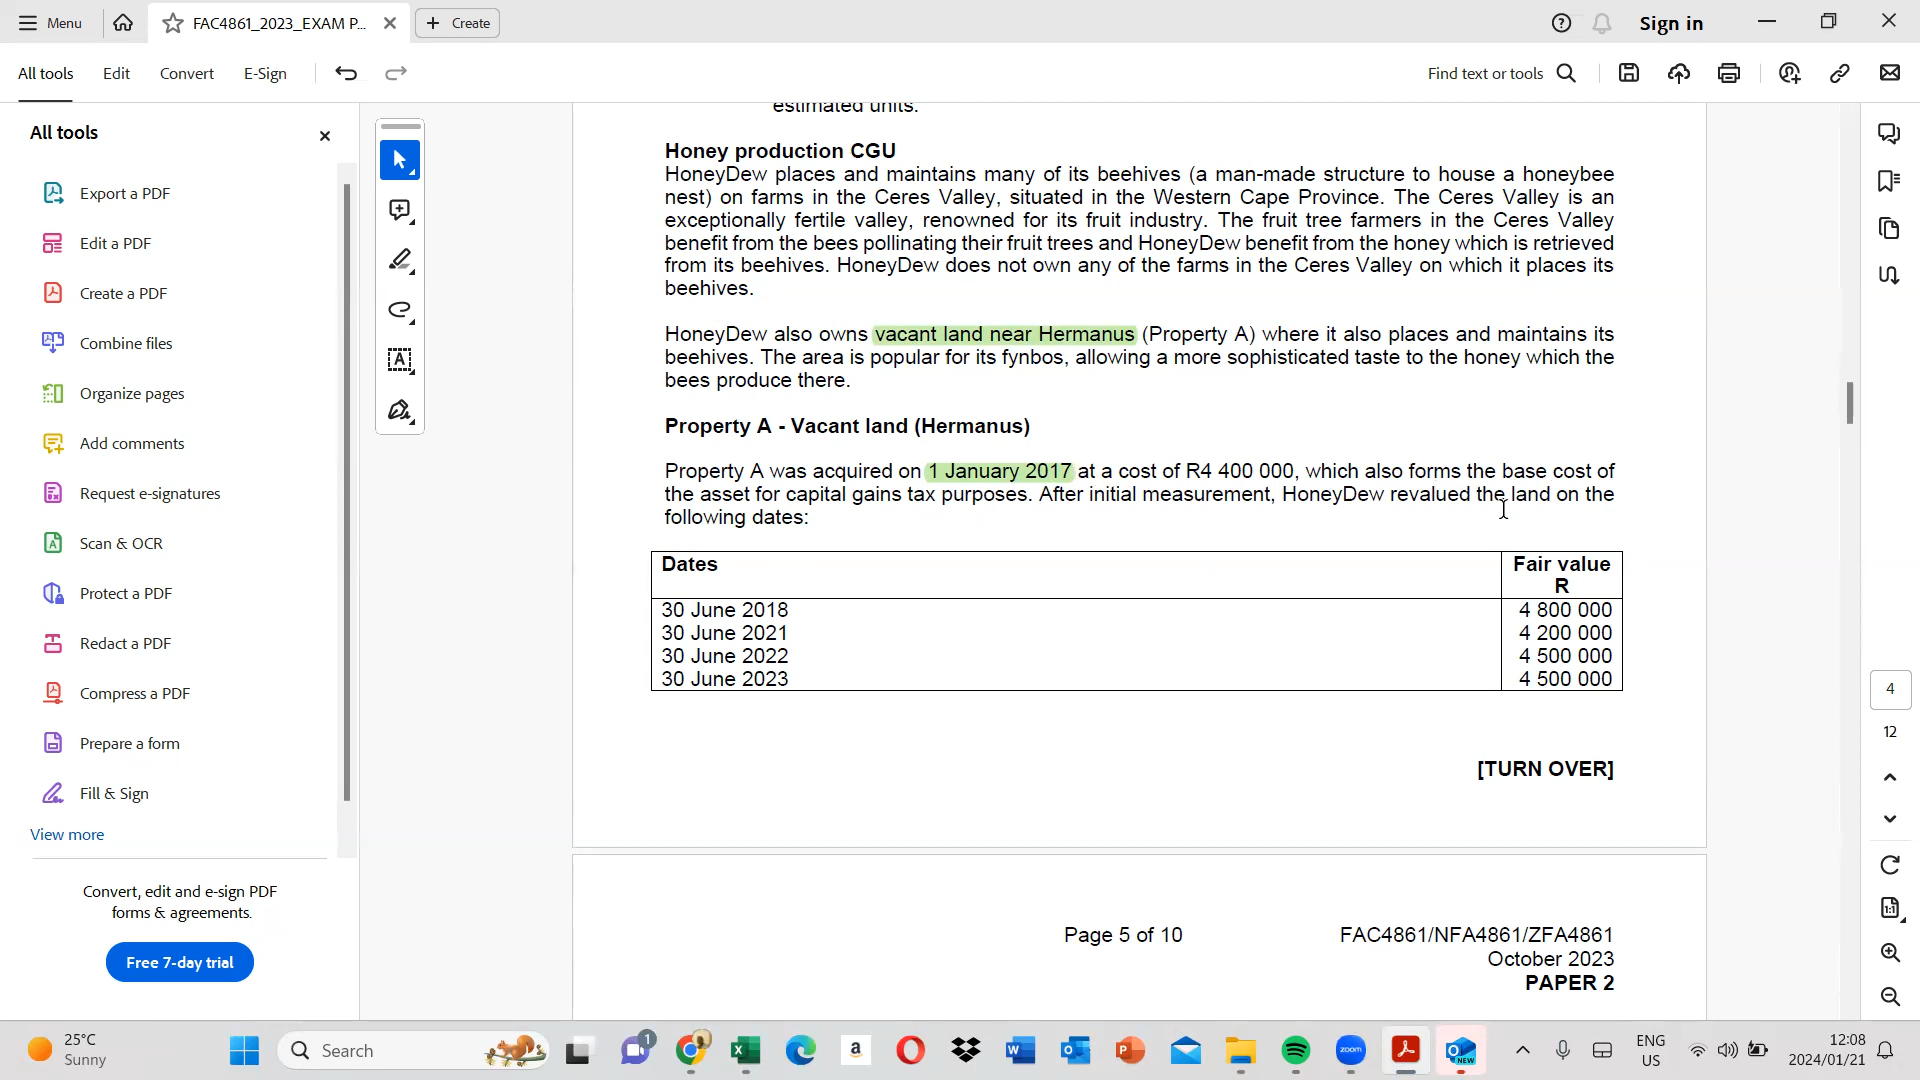 Menu
FAC4861_2023_EXAM P...
Create
Sign in
All tools
Edit
Convert
E-Sign
Find text or tools
All tools
Export a PDF
Edit a PDF
Create a PDF
Combine files
Organize pages
Add comments
Request e-signatures
Scan & OCR
Protect a PDF
Redact a PDF
Compress a PDF
Prepare a form
Fill & Sign
View more
Convert, edit and e-sign PDF
forms & agreements.
Free 7-day trial
estimated units.
Honey production CGU
HoneyDew places and maintains many of its beehives (a man-made structure to house a honeybee
nest) on farms in the Ceres Valley, situated in the Western Cape Province. The Ceres Valley is an
exceptionally fertile valley, renowned for its fruit industry. The fruit tree farmers in the Ceres Valley
benefit from the bees pollinating their fruit trees and HoneyDew benefit from the honey which is retrieved
from its beehives. HoneyDew does not own any of the farms in the Ceres Valley on which it places its
beehives.
HoneyDew also owns vacant land near Hermanus (Property A) where it also places and maintains its
beehives. The area is popular for its fynbos, allowing a more sophisticated taste to the honey which the
bees produce there.
Property A - Vacant land (Hermanus)
Property A was acquired on 1 January 2017 at a cost of R4 400 000, which also forms the base cost of
the asset for capital gains tax purposes. After initial measurement, HoneyDew revalued the land on the
following dates:
Dates Fair value
R
30 June 2018 4 800 000
30 June 2021 4 200 000
30 June 2022 4 500 000
30 June 2023 4 500 000
[TURN OVER]
Page 5 of 10 FAC4861/NFA4861/ZFA4861
October 2023
PAPER 2
4
12
1:1
25°C
Sunny
Search
1
a
zoom
NEW
ENG
US
12:08
2024/01/21